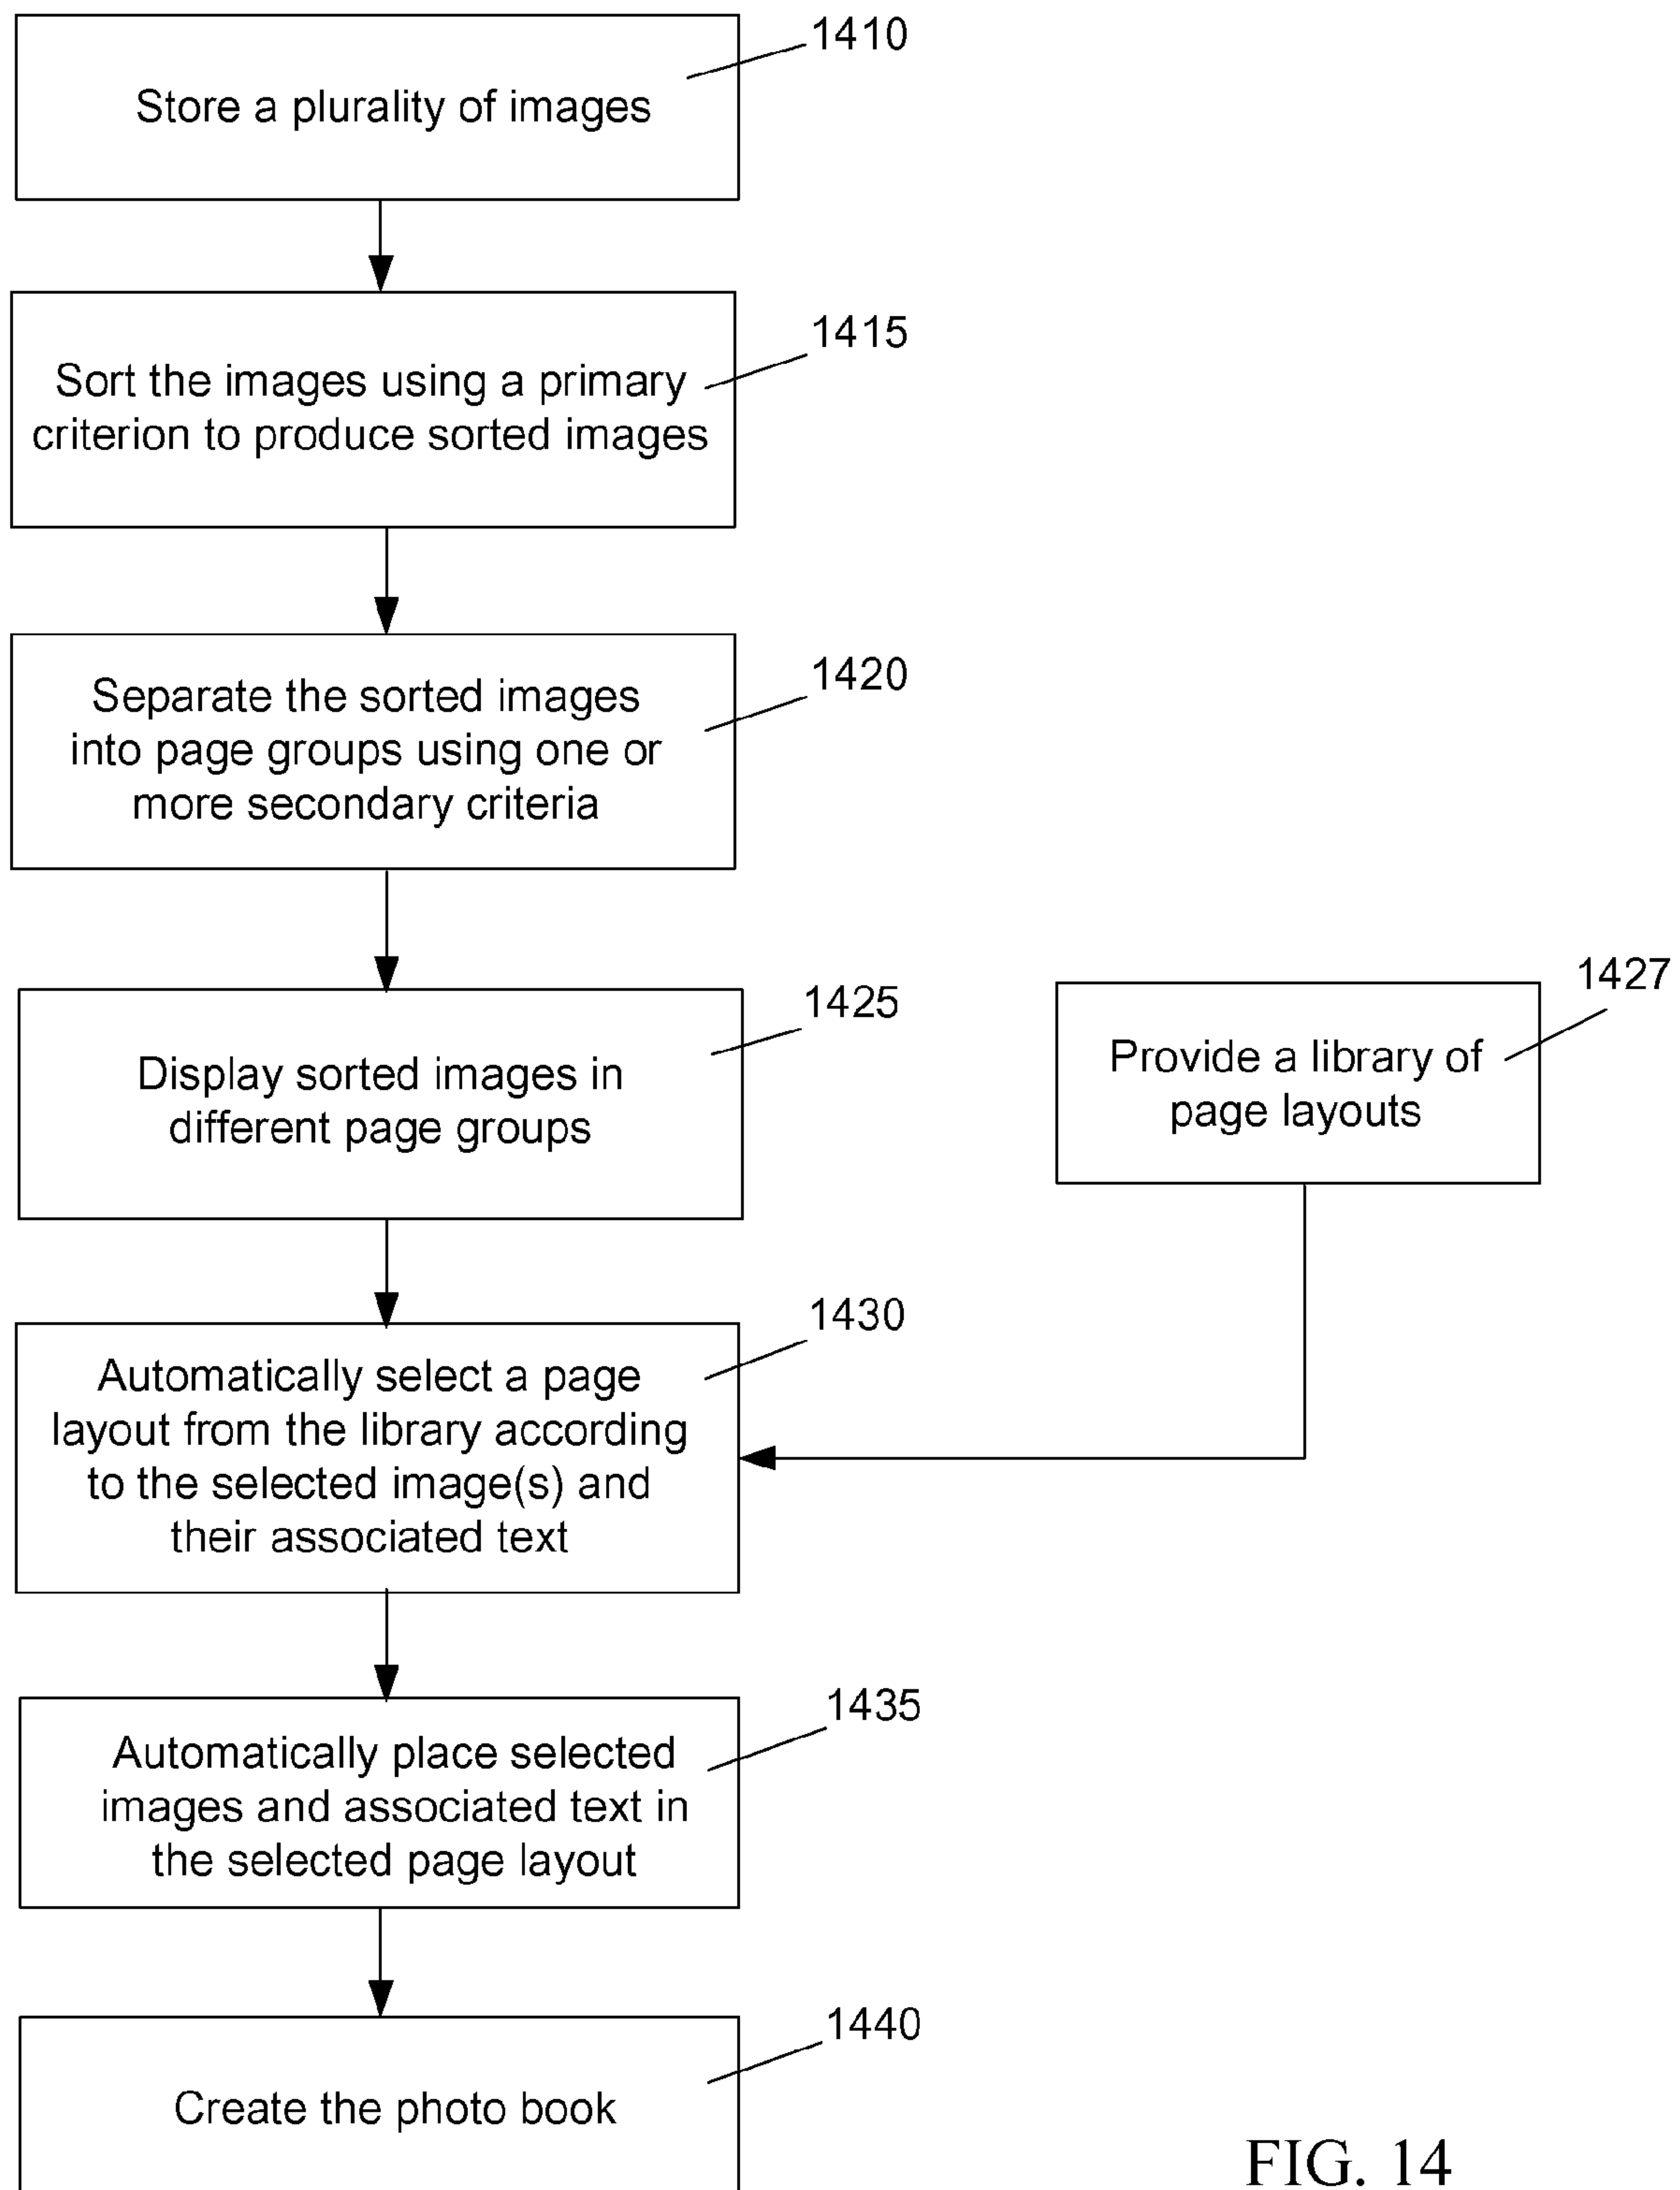 1410
Store a plurality of images
1415
Sort the images using a primary
criterion to produce sorted images
1420
Separate the sorted images
into page groups using one or
more secondary criteria
1425
Display sorted images in
different page groups
1427
Provide a library of
page layouts
1430
Automatically select a page
layout from the library according
to the selected image(s) and
their associated text
1435
Automatically place selected
images and associated text in
the selected page layout
1440
Create the photo book
FIG. 14